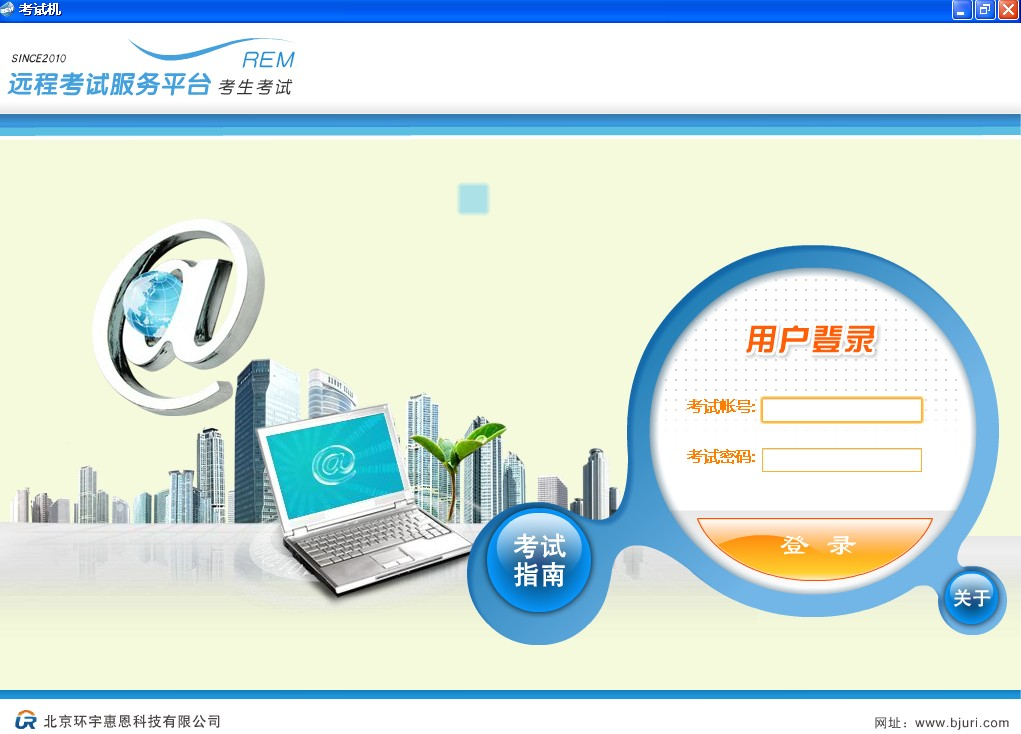 考试机
SINCE2010
REM
远程考试服务平台 考生考试
@
用户登录
考试帐号:
考试密码:
登 录
@
考试
指南
关于
北京环宇惠恩科技有限公司
网址：www.bjuri.com